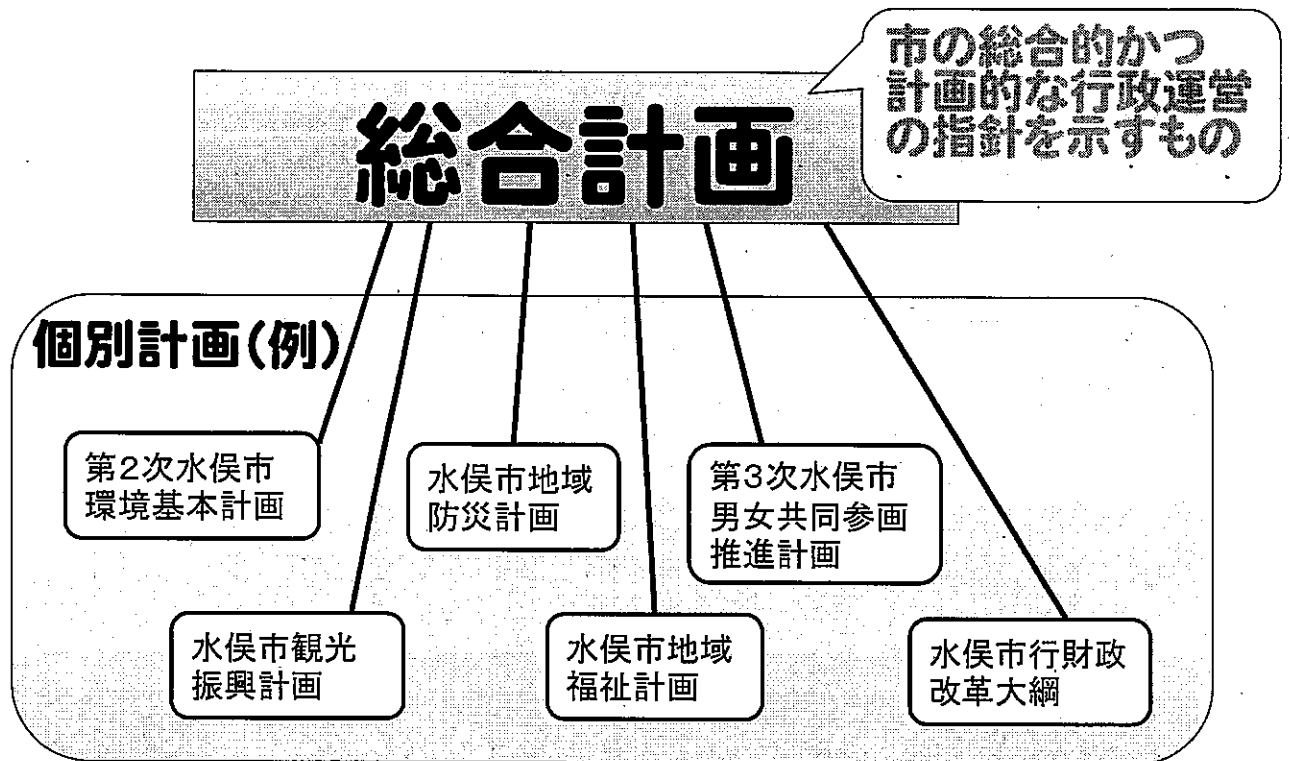 市の総合的かつ
計画的な行政運営
の指針を示すもの
総合計画
個別計画(例)
第2次水俣市
環境基本計画
水俣市地域
防災計画
第3次水俣市
男女共同参画
推進計画
水俣市観光
振興計画
水俣市地域
福祉計画
水俣市行財政
改革大綱